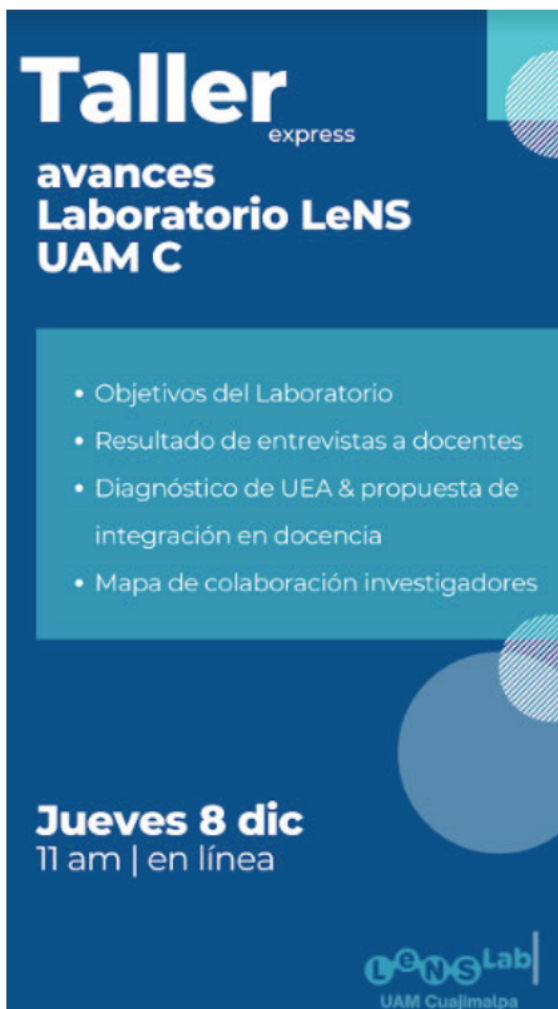 Taller
express
avances
Laboratorio LeNS
UAM C
• Objetivos del Laboratorio
• Resultado de entrevistas a docentes
• Diagnóstico de UEA & propuesta de
integración en docencia
• Mapa de colaboración investigadores
Jueves 8 dic
11 am | en línea
LeNS Lab
UAM Cuajimalpa